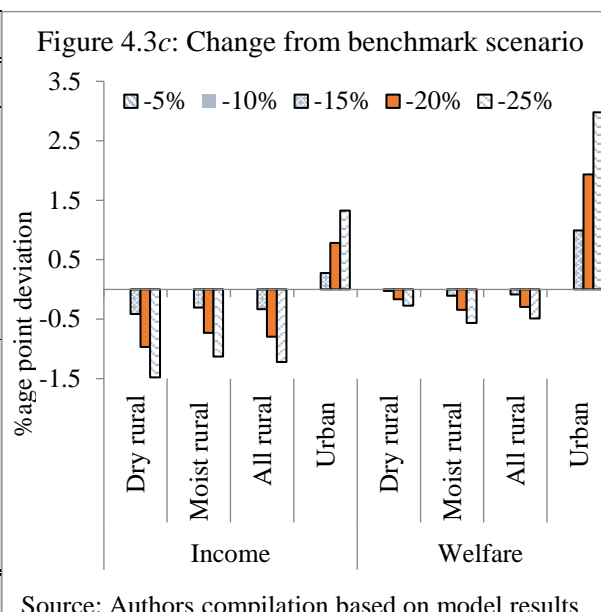 Figure 4.3c: Change from benchmark scenario
3.5
-5% -10% -15% -20% -25%
2.5
1.5
0.5
-0.5
-1.5
%age point deviation
Dry rural
Moist rural
All rural
Urban
Dry rural
Moist rural
All rural
Urban
Income Welfare
Source: Authors compilation based on model results